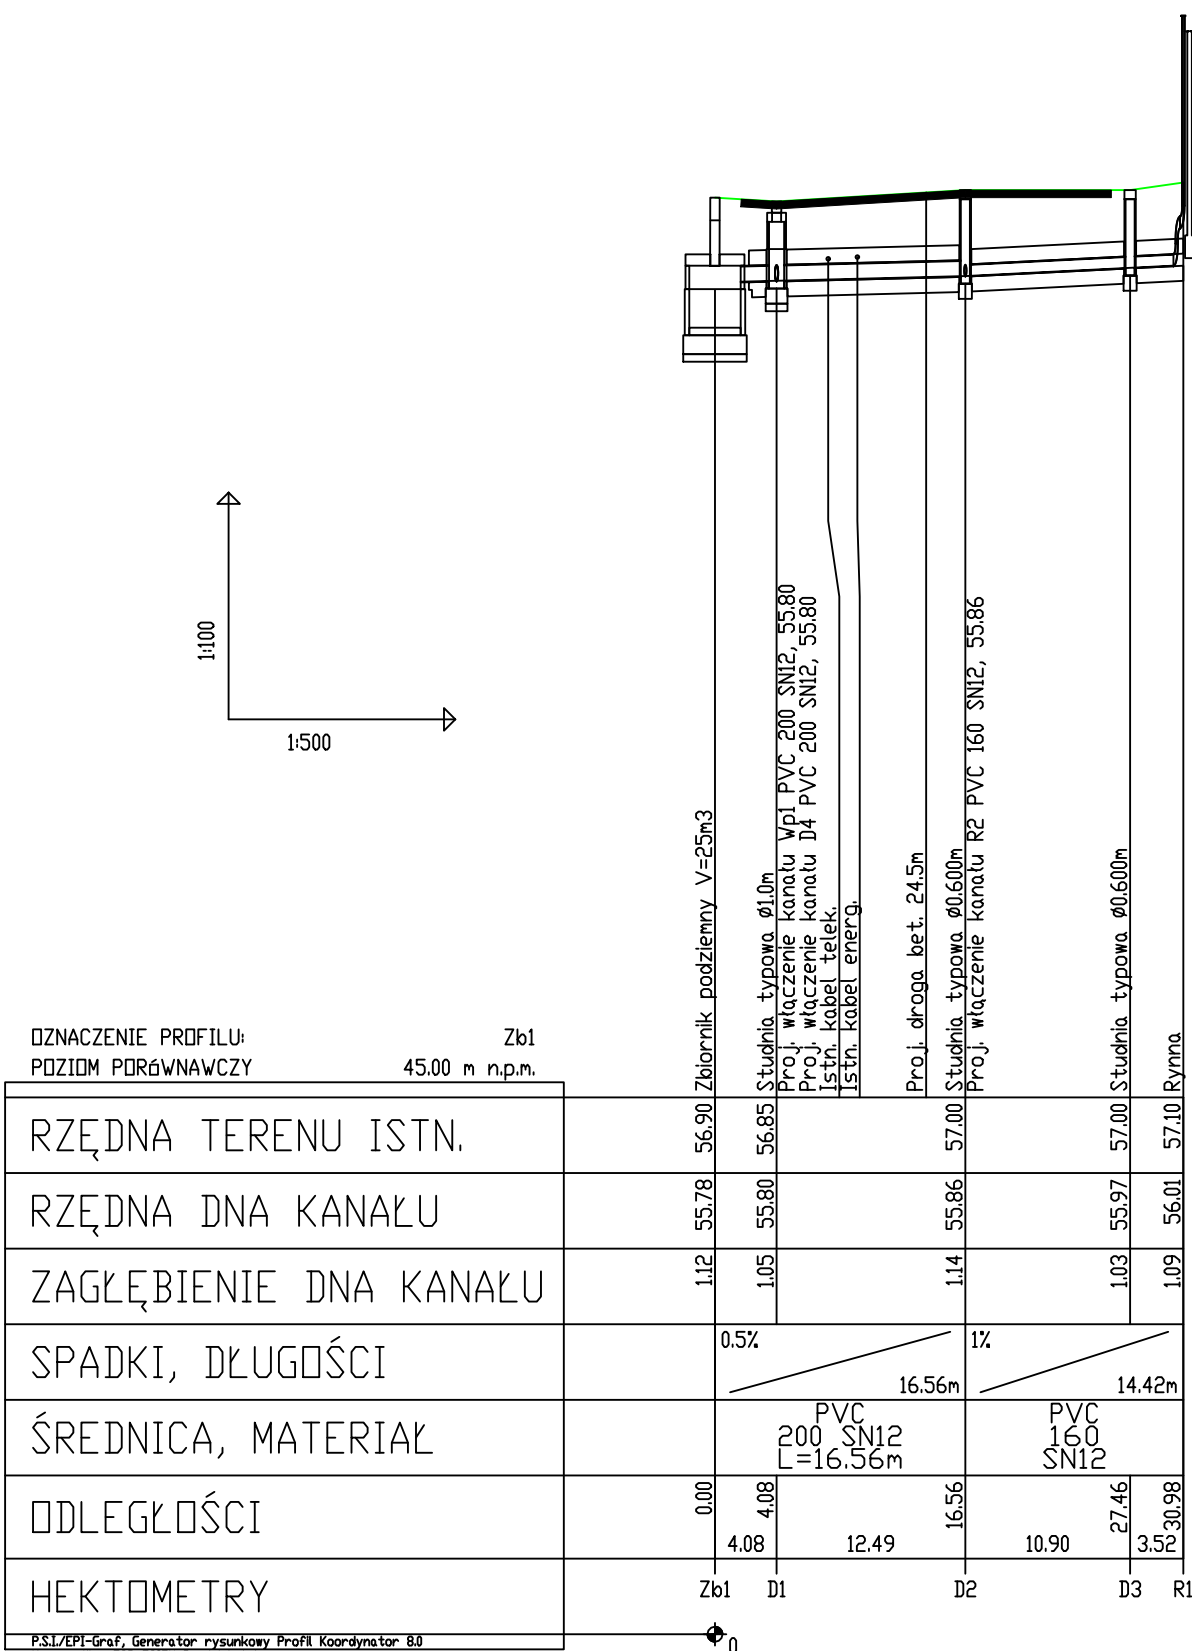 1:100
1:500
Zbiornik podziemny V=25m3
Studnia typowa ø1.0m
Proj. włączenie kanału Wp1 PVC 200 SN12, 55.80
Proj. włączenie kanału D4 PVC 200 SN12, 55.80
Istn. kabel telek.
Istn. kabel energ.
Proj. droga bet. 24.5m
Studnia typowa ø0.600m
Proj. włączenie kanału R2 PVC 160 SN12, 55.86
Studnia typowa ø0.600m
Rynna
OZNACZENIE PROFILU: Zb1
POZIOM PORóWNAWCZY 45.00 m n.p.m.
RZĘDNA TERENU ISTN. 56.90 56.85 57.00 57.00 57.10
RZĘDNA DNA KANAŁU 55.78 55.80 55.86 55.97 56.01
ZAGŁĘBIENIE DNA KANAŁU 1.12 1.05 1.14 1.03 1.09
SPADKI, DŁUGOŚCI 0.5% 16.56m 1% 14.42m
ŚREDNICA, MATERIAŁ
PVC
200 SN12
L=16.56m
PVC
160
SN12
ODLEGŁOŚCI 0.00 4.08 16.56 27.46 30.98
4.08 12.49 10.90 3.52
HEKTOMETRY
Zb1 D1 D2 D3 R1
P.S.I./EPI-Graf, Generator rysunkowy Profil Koordynator 8.0
0